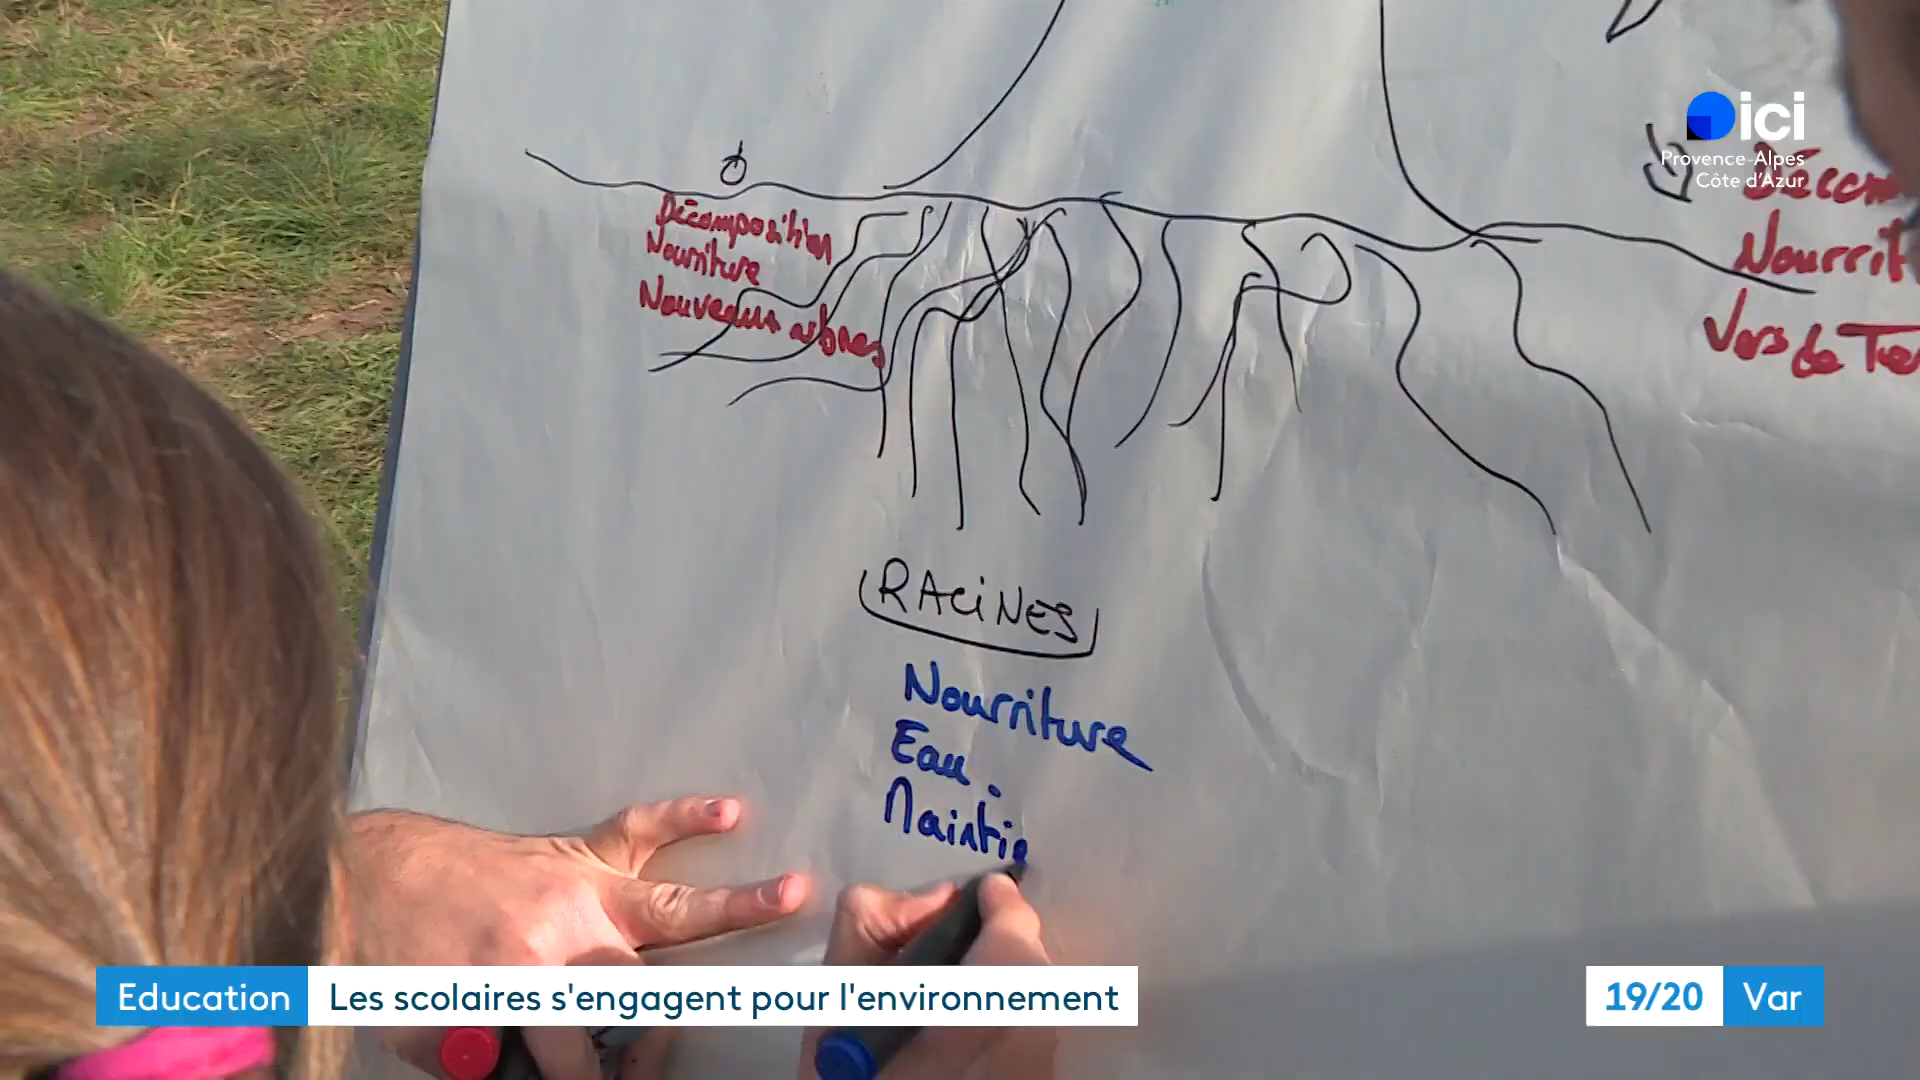 ici
Provence-Alpes
Côte d'Azur
Décomposition
Nourriture
Nouveaux arbres
Nourrit
Vers de
RACINES
Nourriture
Eau.
Maintie
Education
Les scolaires s'engagent pour l'environnement
19/20
Var